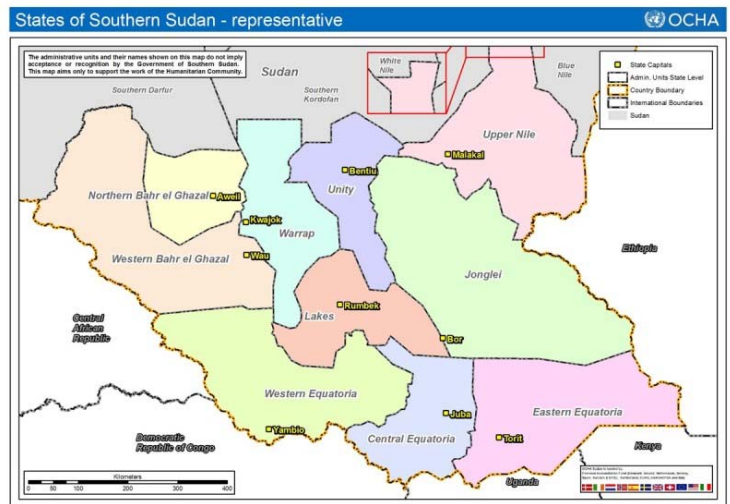 States of Southern Sudan - representative
OCHA
The administrative units and their names shown on this map do not imply
acceptance or recognition by the Government of Southern Sudan.
This map aims only to support the work of the Humanitarian Community.
Sudan
White
Nile
Blue
Nile
Southern Darfur
Southern
Kordofan
State Capitals
Admin. Units State Level
Country Boundary
International Boundaries
Sudan
Upper Nile
Malakal
Bentiu
Unity
Northern Bahr el Ghazal
Aweil
Kwajok
Warrap
Western Bahr el Ghazal
Wau
Jonglei
Ethiopia
Rumbek
Lakes
Bor
Central
African
Republic
Western Equatoria
Yambio
Central Equatoria
Juba
Eastern Equatoria
Torit
Democratic
Republic of Congo
Uganda
Kenya
Kilometers
0 50 100 200 300 400